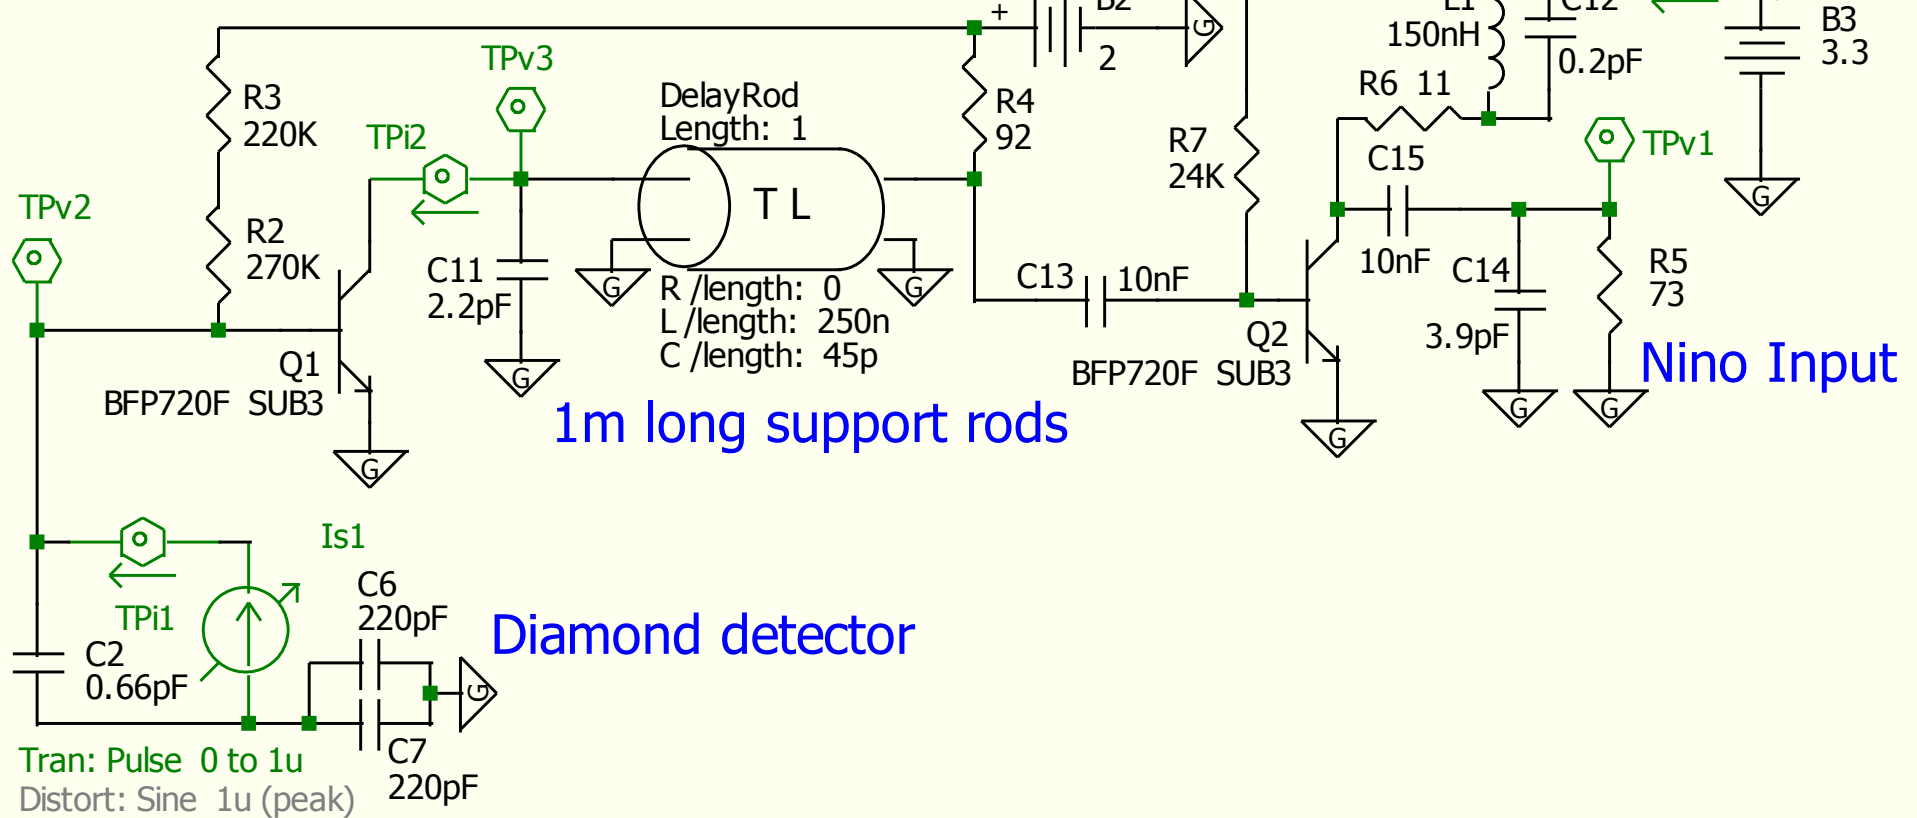 +
B2
2
G
L1
150nH
C12
0.2pF
B3
3.3
G
R3
220K
TPv3
TPi2
DelayRod
Length: 1
TL
R4
92
R7
24K
R6 11
C15
10nF
TPv1
TPv2
R2
270K
C11
2.2pF
G
G
G
R /length: 0
L /length: 250n
C /length: 45p
C13
10nF
Q2
BFP720F SUB3
G
C14
3.9pF
G
R5
73
G
Nino Input
Q1
BFP720F SUB3
G
1m long support rods
Is1
TPi1
C2
0.66pF
C6
220pF
G
C7
220pF
Diamond detector
Tran: Pulse 0 to 1u
Distort: Sine 1u (peak)